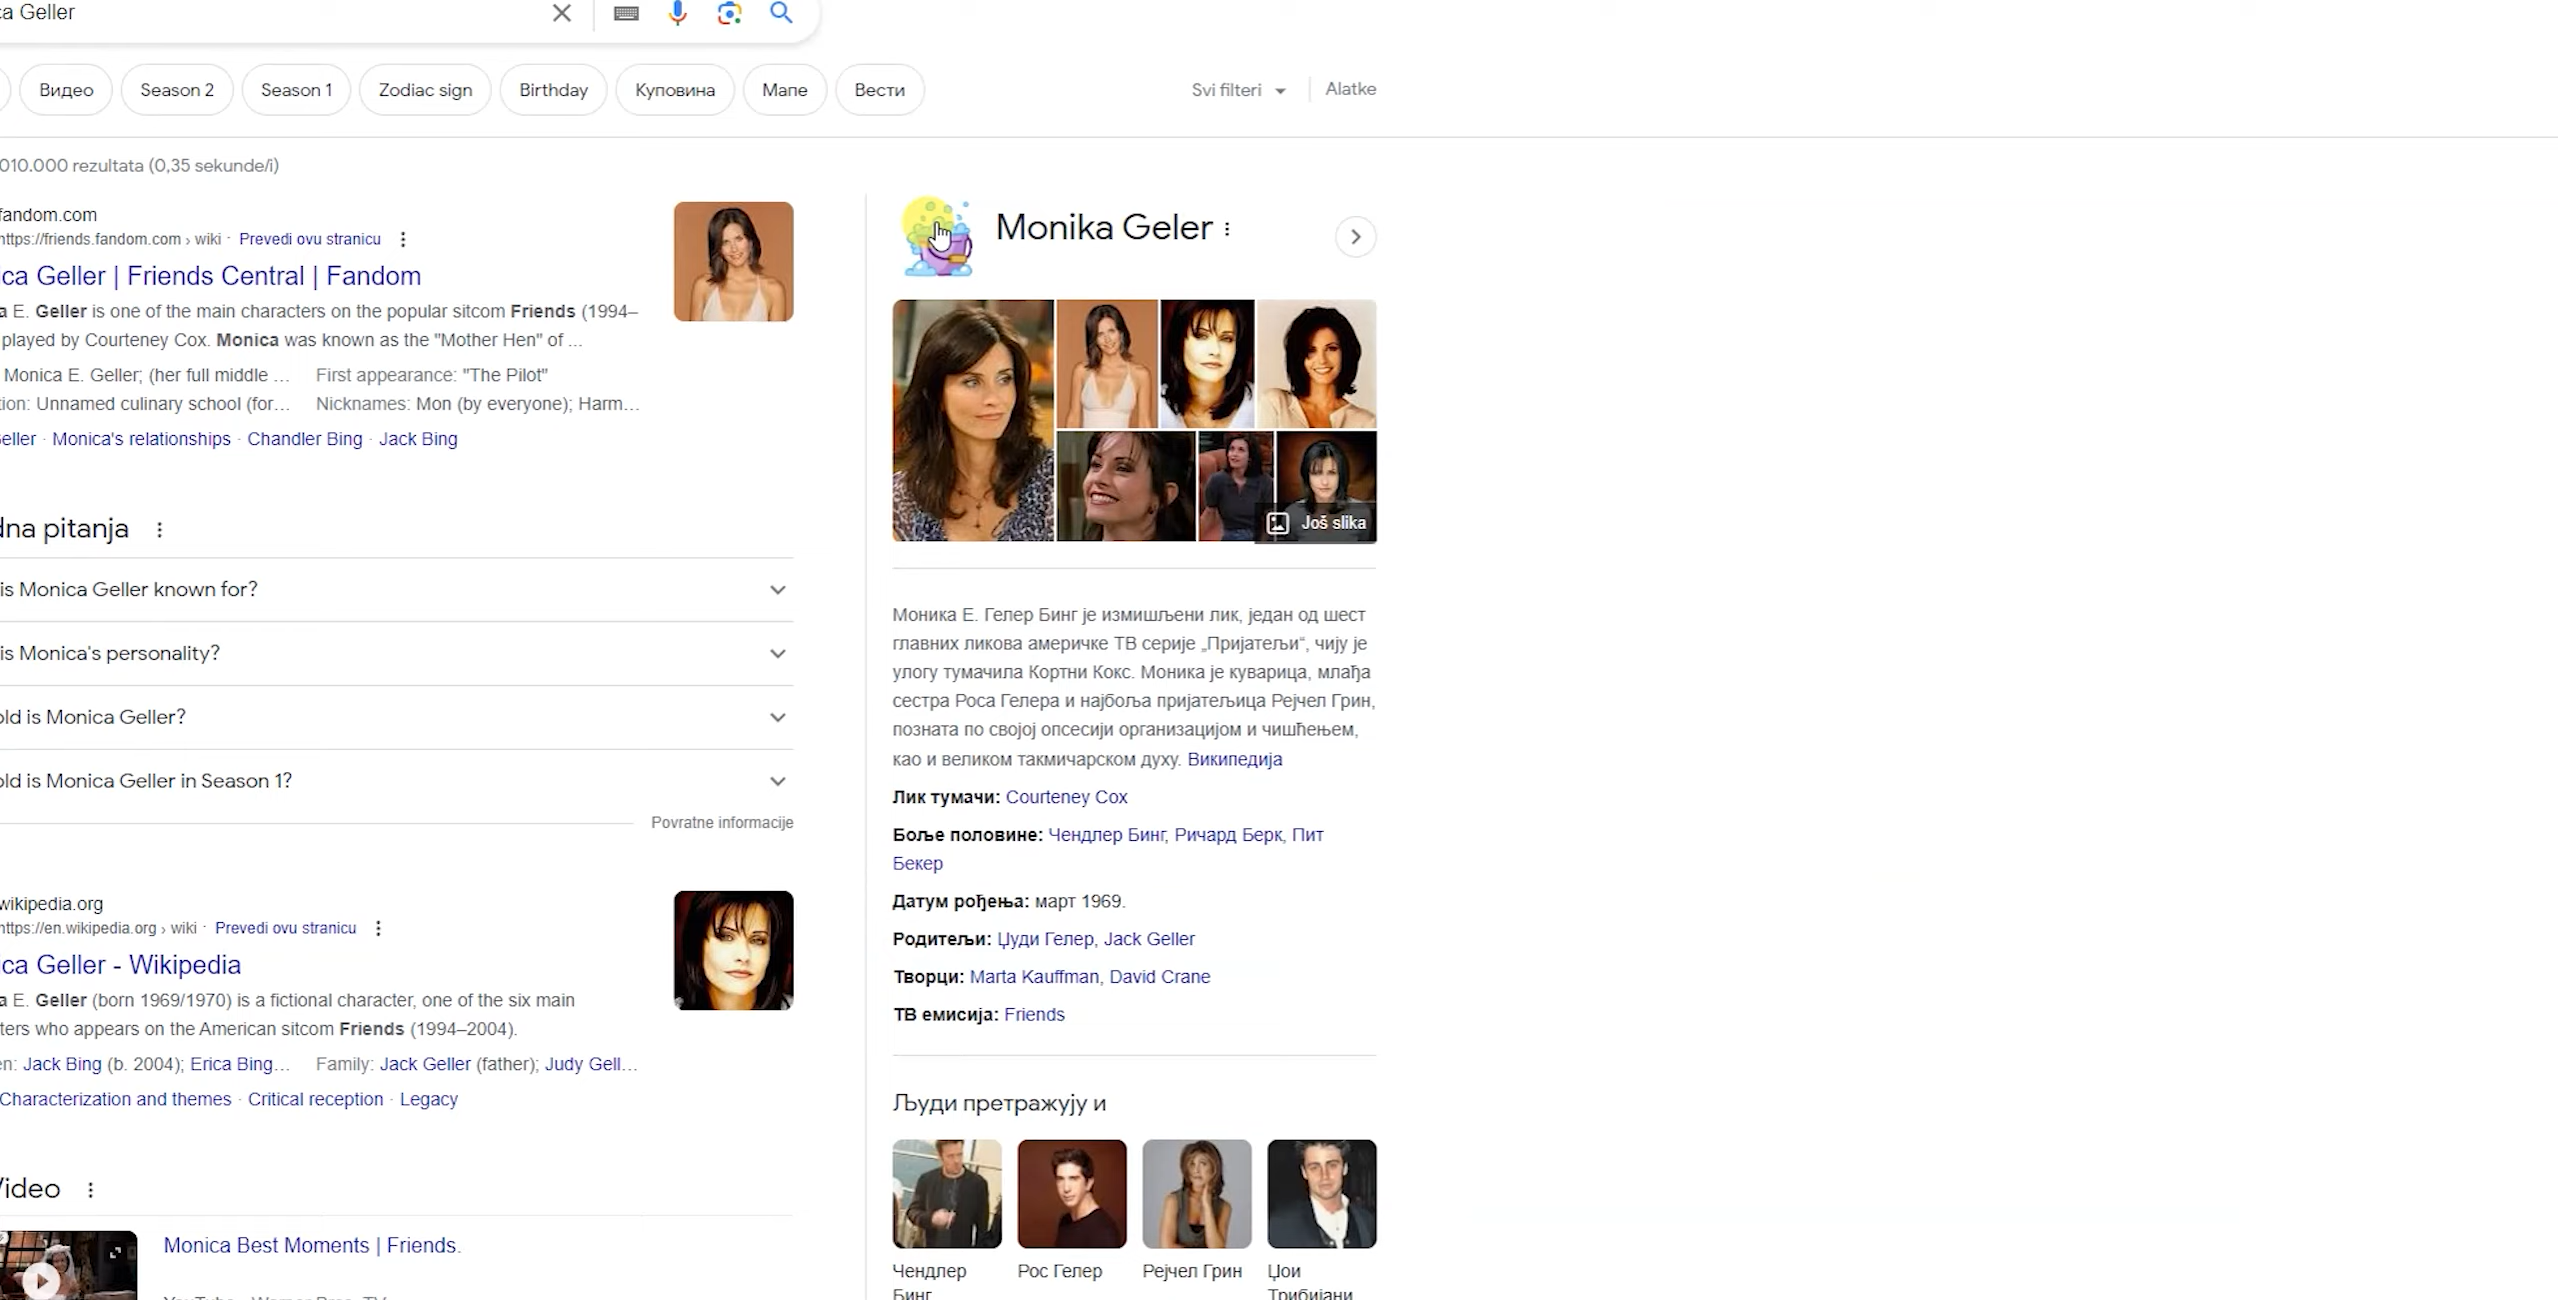 ca Geller
Видео
Season 2
Season 1
Zodiac sign
Birthday
Куповина
Мапе
Вести
Svi filteri
Alatke
010.000 rezultata (0,35 sekunde/i)
fandom.com
https://friends.fandom.com › wiki · Prevedi ovu stranicu
ca Geller | Friends Central | Fandom
a E. Geller is one of the main characters on the popular sitcom Friends (1994–
played by Courteney Cox. Monica was known as the "Mother Hen" of ...
Monica E. Geller; (her full middle ... First appearance: "The Pilot"
tion: Unnamed culinary school (for... Nicknames: Mon (by everyone); Harm...
eller · Monica's relationships · Chandler Bing · Jack Bing
dna pitanja
is Monica Geller known for?
is Monica's personality?
old is Monica Geller?
old is Monica Geller in Season 1?
Povratne informacije
wikipedia.org
https://en.wikipedia.org › wiki · Prevedi ovu stranicu
ca Geller - Wikipedia
a E. Geller (born 1969/1970) is a fictional character, one of the six main
ters who appears on the American sitcom Friends (1994–2004).
en: Jack Bing (b. 2004); Erica Bing... Family: Jack Geller (father); Judy Gell...
Characterization and themes · Critical reception · Legacy
Video
Monica Best Moments | Friends.
YouTube · Warner Bros. TV
Monika Geler
Još slika
Моника Е. Гелер Бинг је измишљени лик, један од шест
главних ликова америчке ТВ серије „Пријатељи“, чију је
улогу тумачила Кортни Кокс. Моника је куварица, млађа
сестра Роса Гелера и најбоља пријатељица Рејчел Грин,
позната по својој опсесији организацијом и чишћењем,
као и великом такмичарском духу. Википедија
Лик тумачи: Courteney Cox
Боље половине: Чендлер Бинг, Ричард Берк, Пит
Бекер
Датум рођења: март 1969.
Родитељи: Џуди Гелер, Jack Geller
Творци: Marta Kauffman, David Crane
ТВ емисија: Friends
Људи претражују и
Чендлер
Бинг
Рос Гелер
Рејчел Грин
Џои
Трибијани